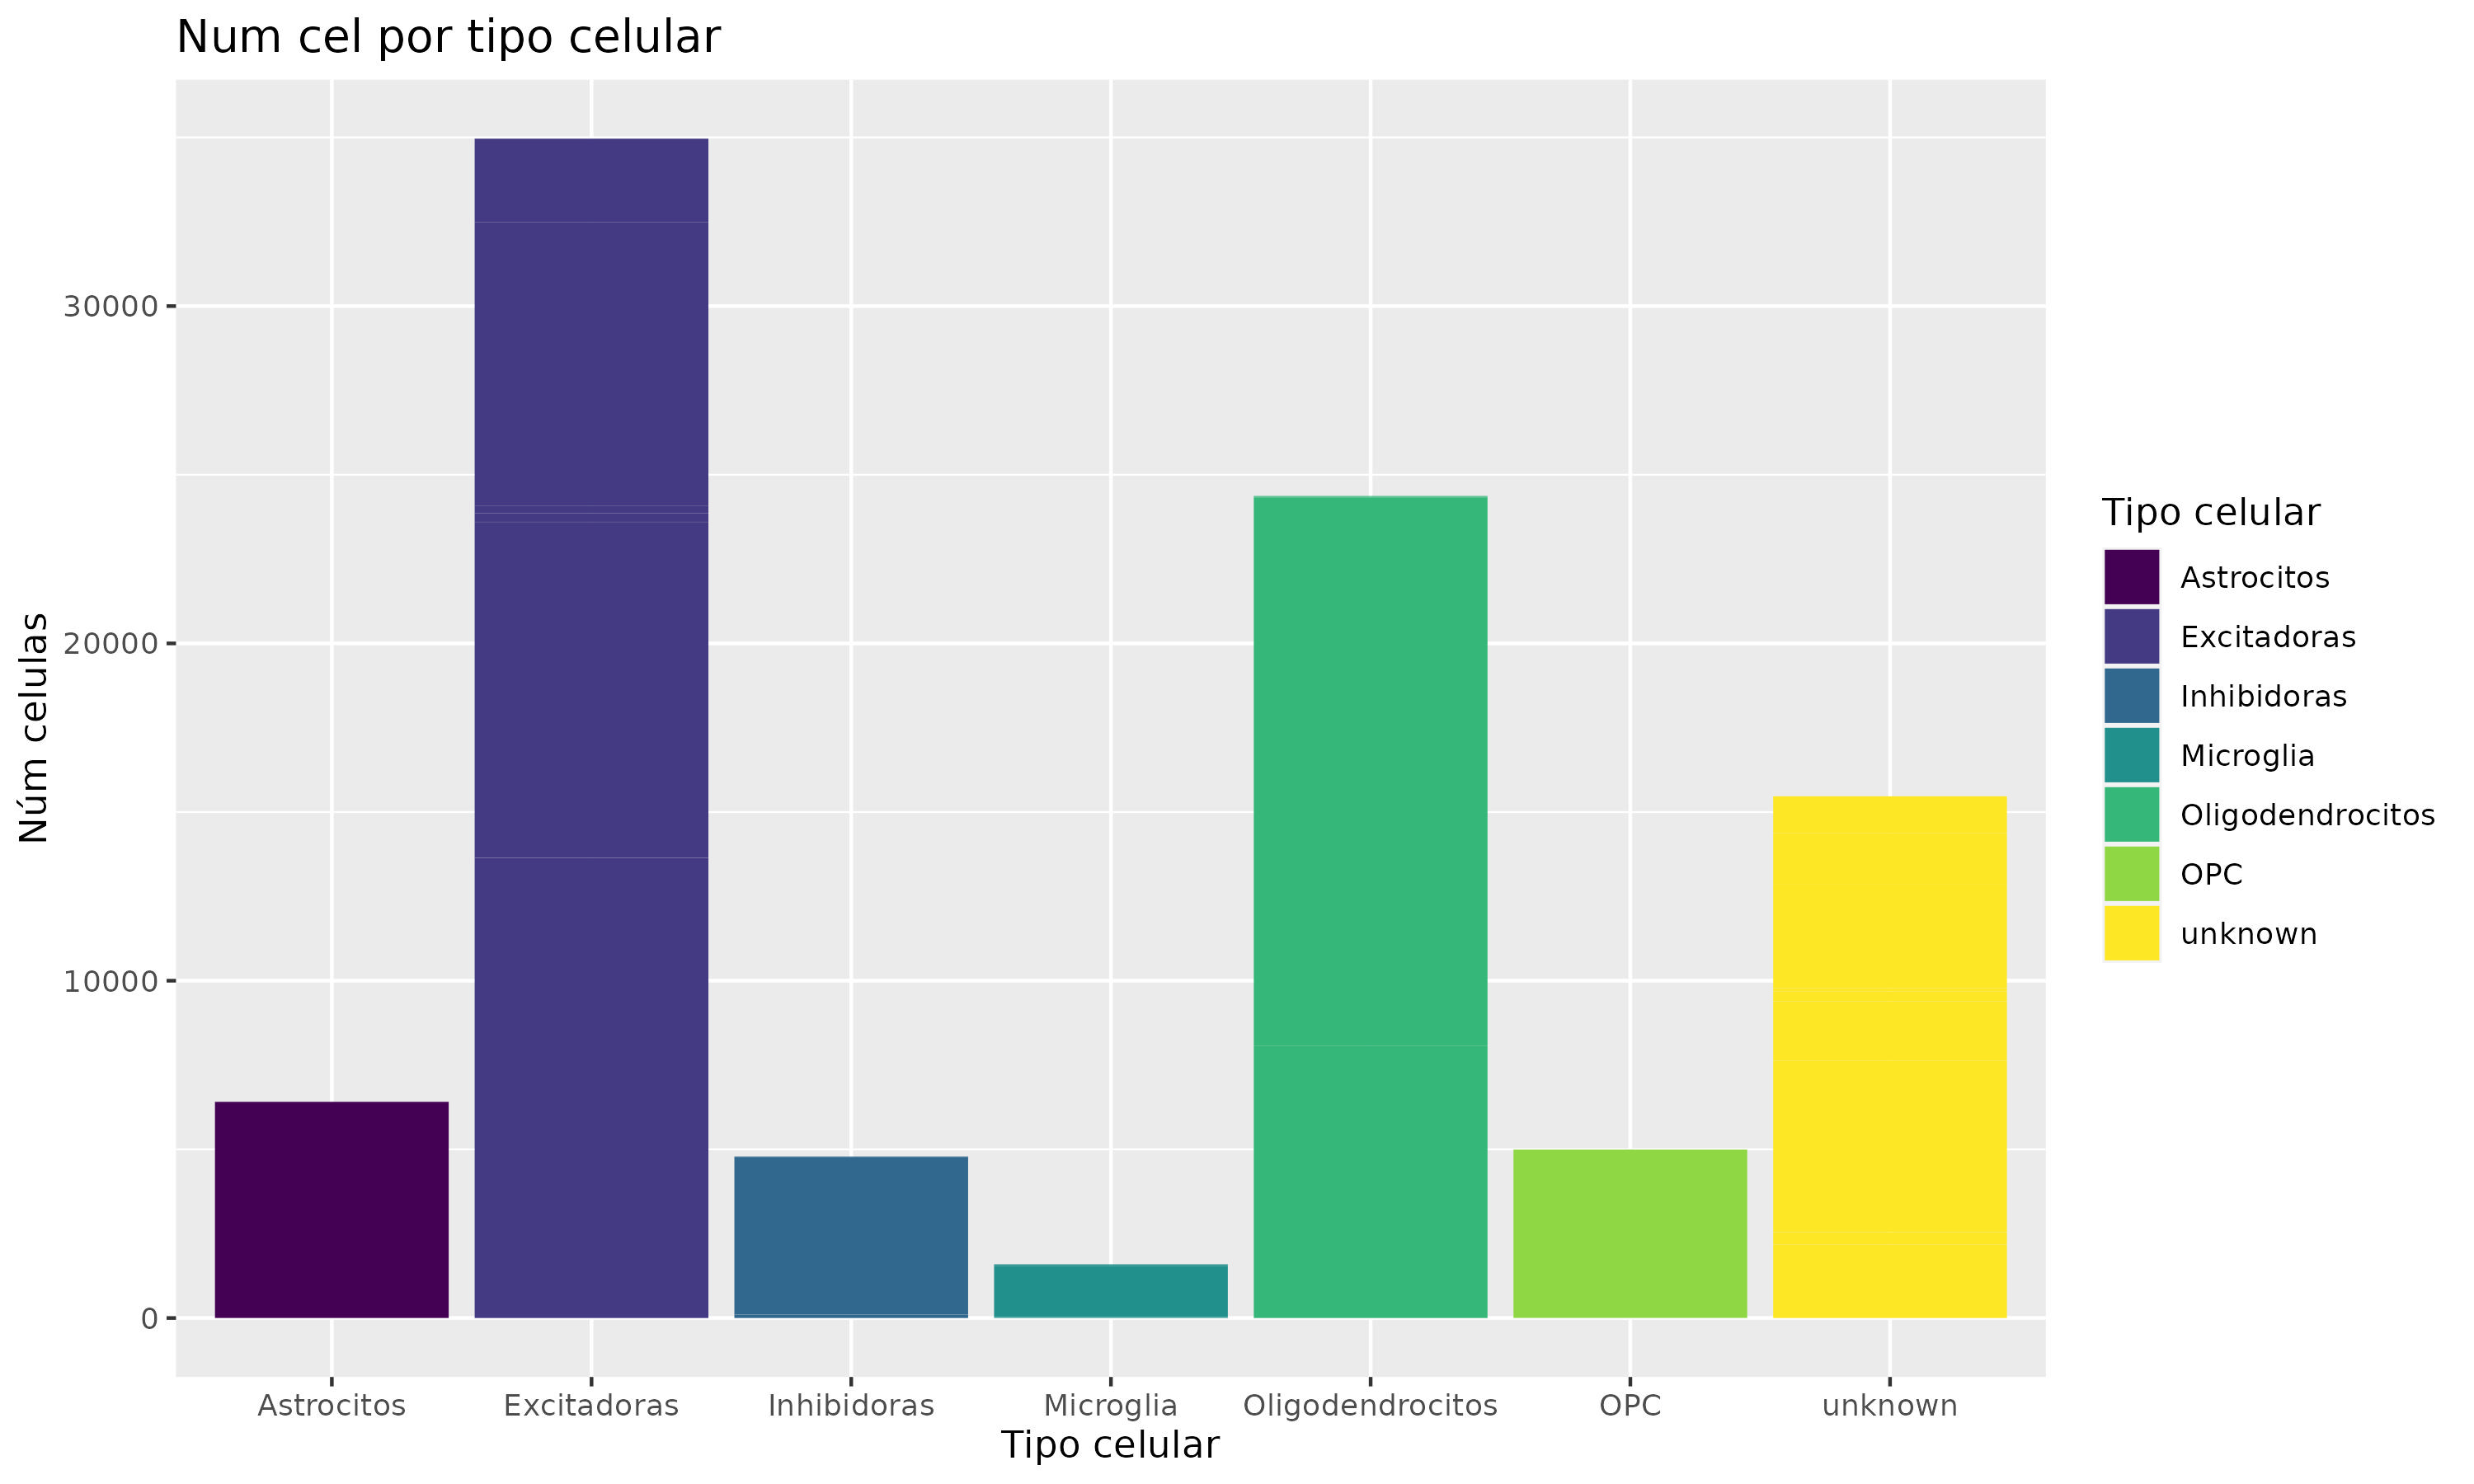 Num cel por tipo celular
Núm celulas
30000
20000
10000
0
Astrocitos
Excitadoras
Inhibidoras
Microglia
Oligodendrocitos
OPC
unknown
Tipo celular
Tipo celular
Astrocitos
Excitadoras
Inhibidoras
Microglia
Oligodendrocitos
OPC
unknown